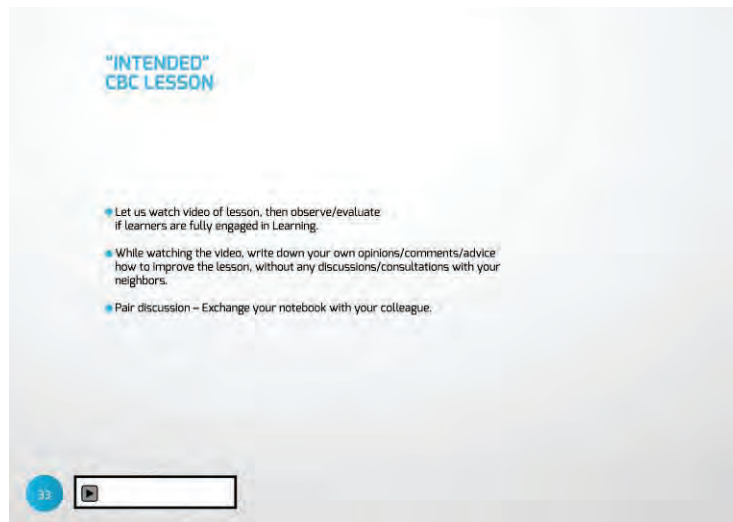 "INTENDED"
CBC LESSON
Let us watch video of lesson, then observe/evaluate
if learners are fully engaged in Learning.
While watching the video, write down your own opinions/comments/advice
how to improve the lesson, without any discussions/consultations with your
neighbors.
Pair discussion – Exchange your notebook with your colleague.
33